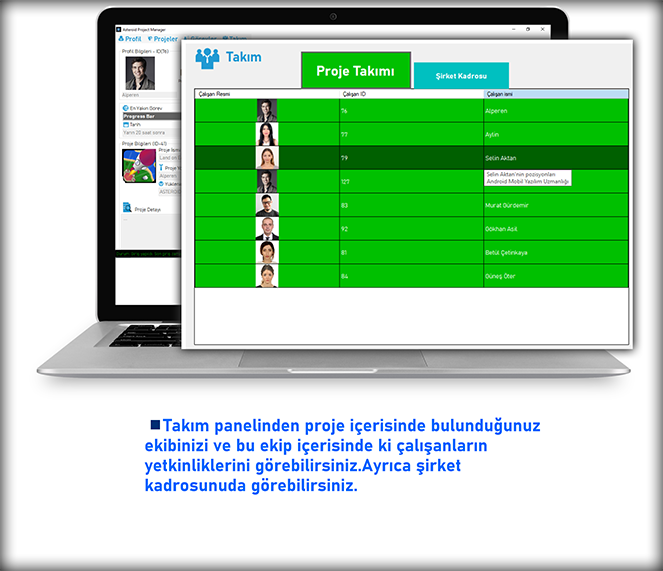 Asteroid Project Manager
Profil
Projeler
Takım
Profil Bilgileri - ID(76)
Alperen
En Yakın Görev
Progress Bar
Tarih
Yarın 20 saat sonra
Proje Bilgileri (ID-41)
Proje Detayı
Takım
Proje Takımı
Şirket Kadrosu
Çalışan Resmi Çalışan ID Çalışan ismi
76 Alperen
77 Aylin
79 Selin Aktan
127
Selin Aktan'nin pozisyonları
Android Mobil Yazılım Uzmanlığı
83 Murat Gürdemir
92 Gökhan Asil
81 Betül Çetinkaya
84 Güneş Öter
Takım panelinden proje içerisinde bulunduğunuz
ekibinizi ve bu ekip içerisinde ki çalışanların
yetkinliklerini görebilirsiniz.Ayrıca şirket
kadrosunuda görebilirsiniz.